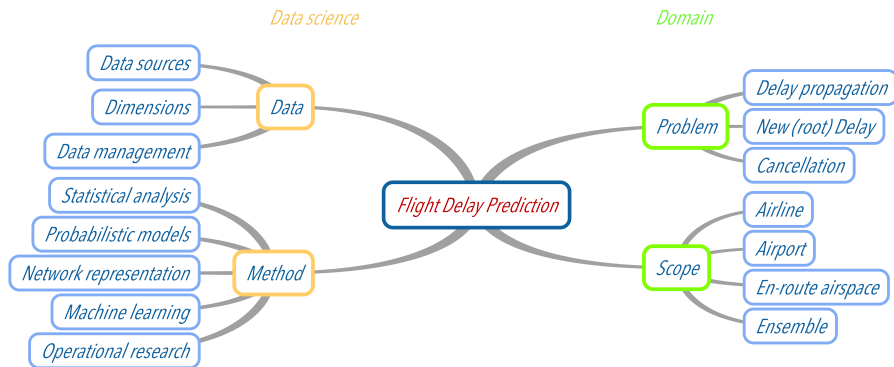 Data science
Domain
Data sources
Dimensions
Data management
Data
Statistical analysis
Probabilistic models
Network representation
Machine learning
Operational research
Method
Flight Delay Prediction
Problem
Delay propagation
New (root) Delay
Cancellation
Scope
Airline
Airport
En-route airspace
Ensemble